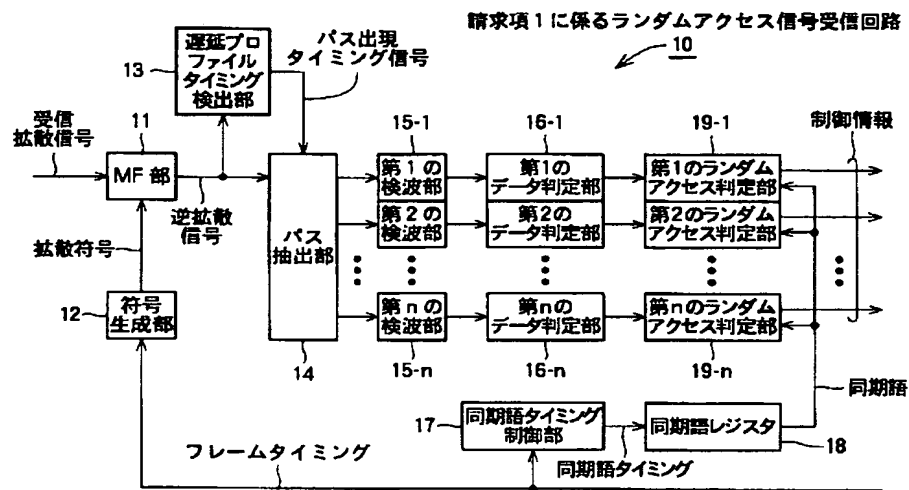 請求項1に係るランダムアクセス信号受信回路
10
遅延プロ
ファイル
タイミング
検出部
13
パス出現
タイミング信号
受信
拡散信号
11
MF部
逆拡散
信号
拡散符号
12
符号
生成部
パス
抽出部
14
15-1
第1の
検波部
第2の
検波部
第nの
検波部
15-n
16-1
第1の
データ判定部
第2の
データ判定部
第nの
データ判定部
16-n
19-1
第1のランダム
アクセス判定部
第2のランダム
アクセス判定部
第nのランダム
アクセス判定部
19-n
制御情報
同期語
17
同期語タイミング
制御部
同期語レジスタ
18
同期語タイミング
フレームタイミング